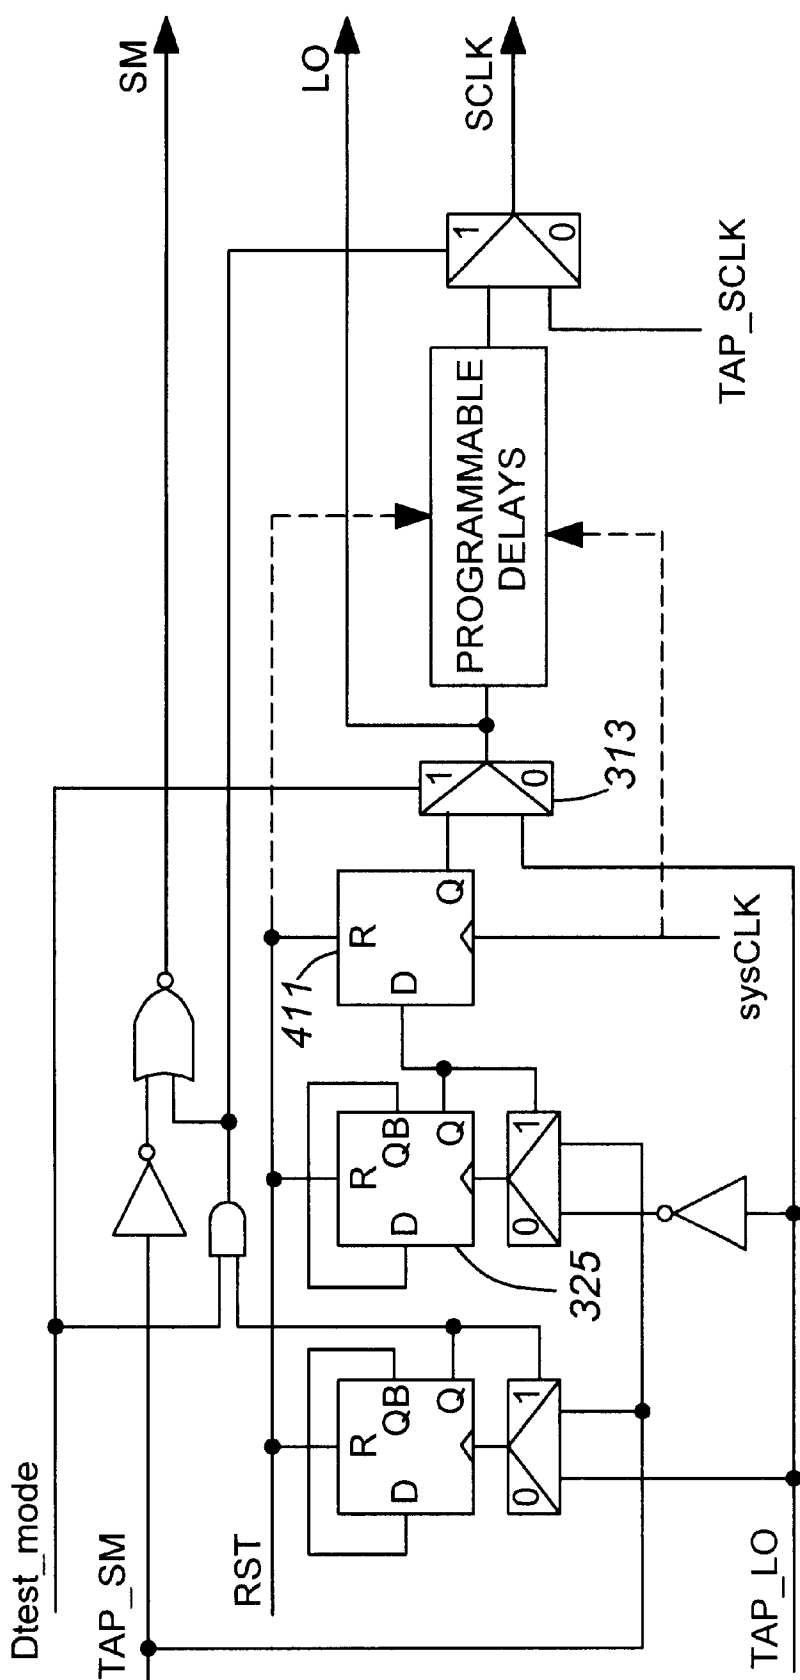 SM
LO
SCLK
1
0
TAP_SCLK
PROGRAMMABLE
DELAYS
1
0
313
R
D
Q
411
sysCLK
R
D
QB
Q
0
1
325
R
D
QB
Q
0
1
Dtest_mode
TAP_SM
RST
TAP_LO